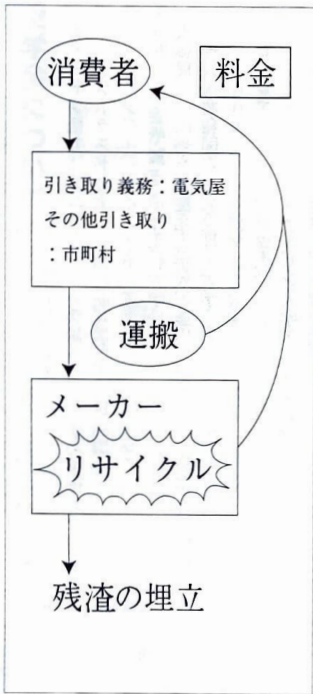 消費者
料金
引き取り義務：電気屋
その他引き取り
：市町村
運搬
メーカー
リサイクル
残渣の埋立